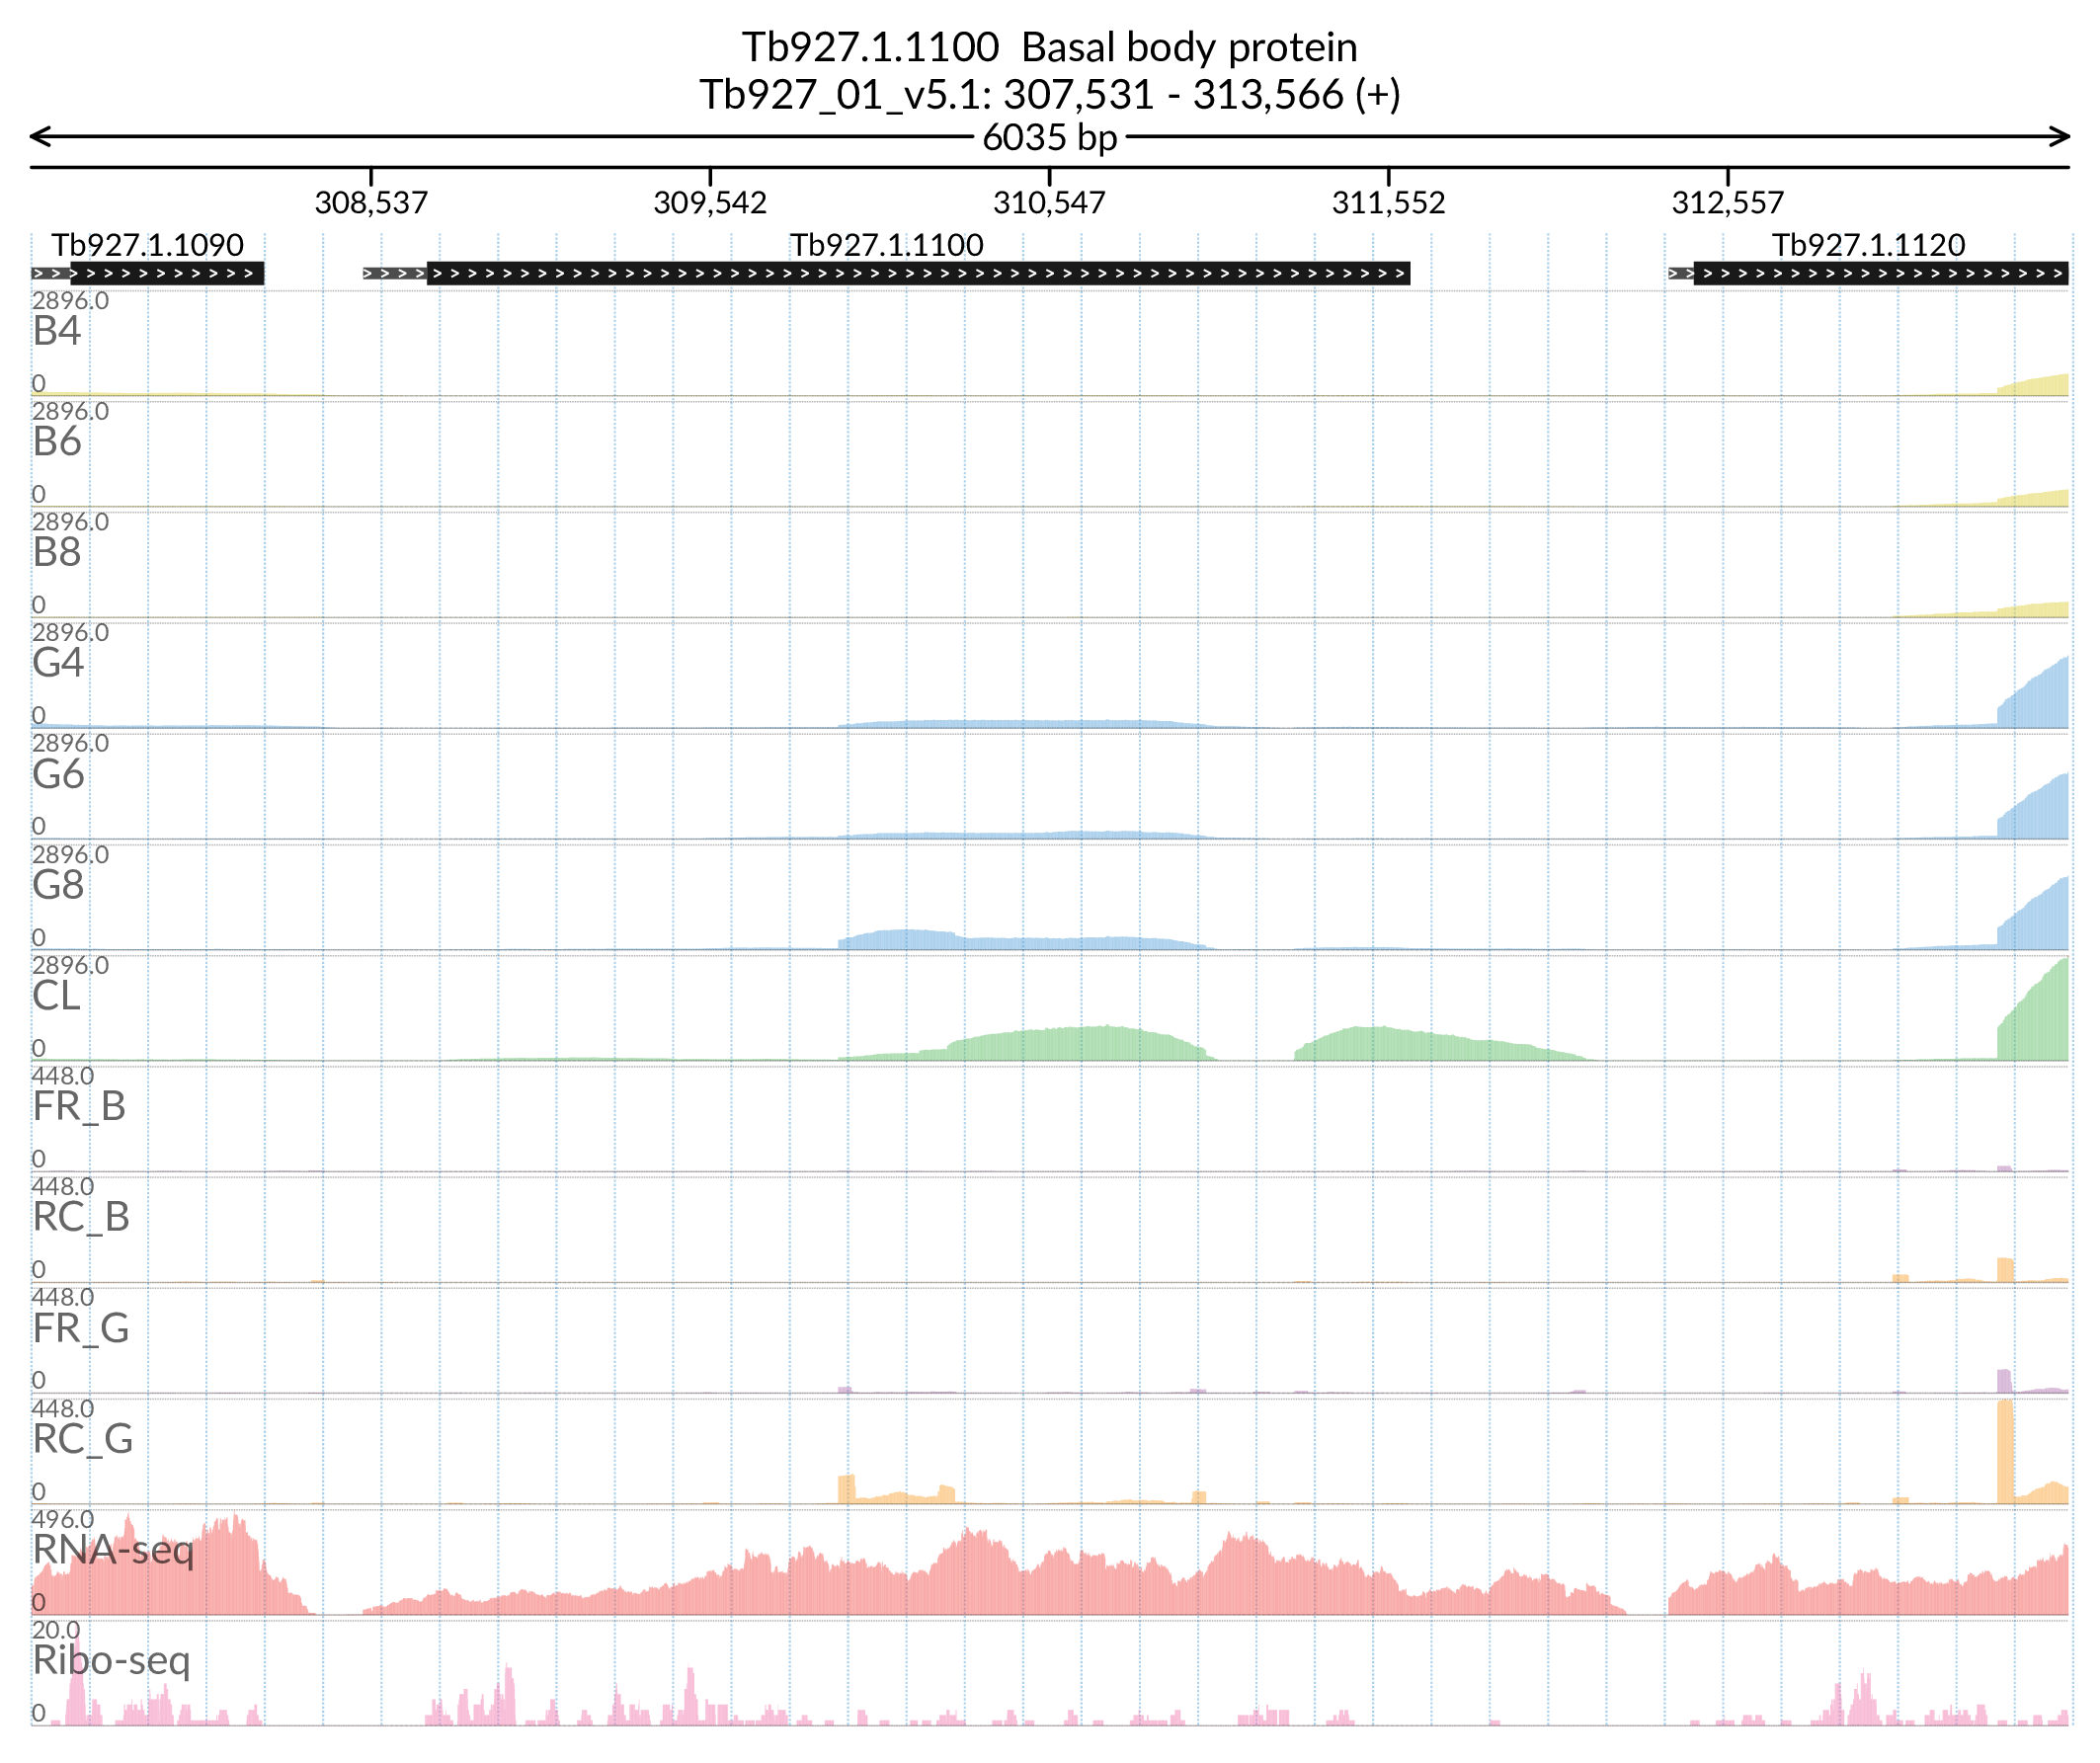 Tb927.1.1100  Basal body protein
Tb927_01_v5.1: 307,531 - 313,566 (+)
6035 bp
308,537 309,542 310,547 311,552 312,557
Tb927.1.1090 Tb927.1.1100 Tb927.1.1120
2896.0
B4
0
2896.0
B6
0
2896.0
B8
0
2896.0
G4
0
2896.0
G6
0
2896.0
G8
0
2896.0
CL
0
448.0
FR_B
0
448.0
RC_B
0
448.0
FR_G
0
448.0
RC_G
0
496.0
RNA-seq
0
20.0
Ribo-seq
0